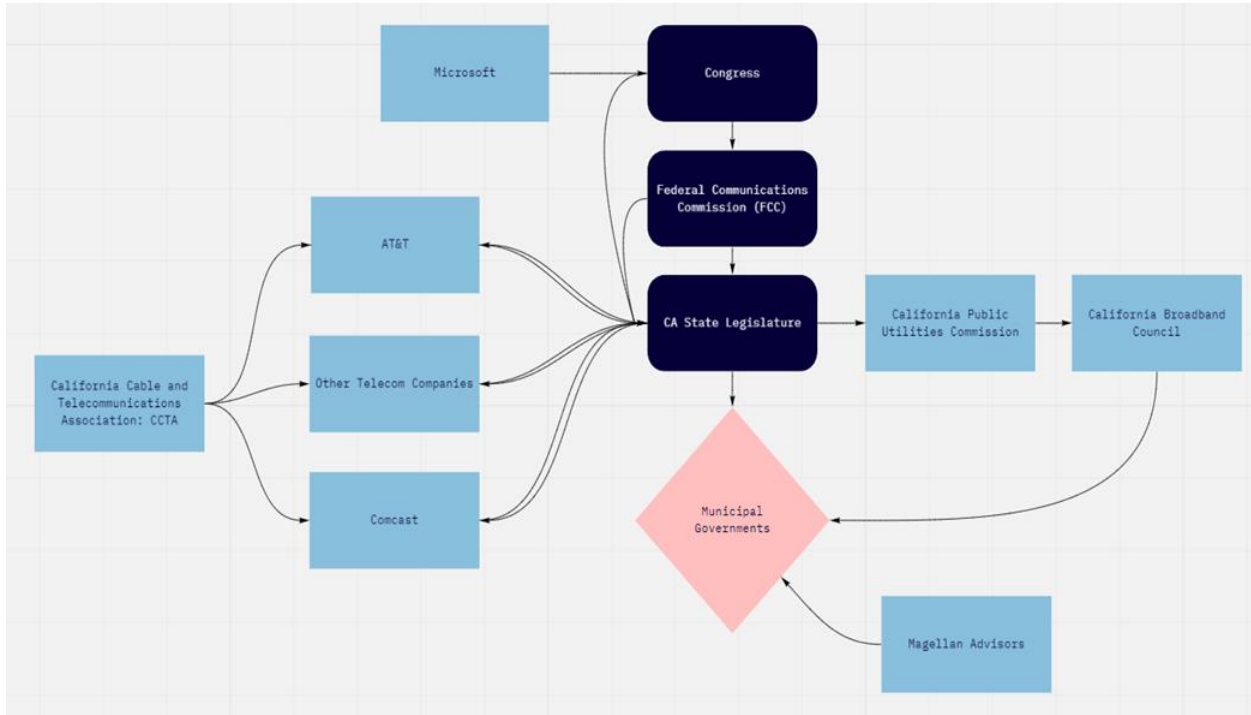 Microsoft
Congress
Federal Communications
Commission (FCC)
AT&T
CA State Legislature
California Public
Utilities Commission
California Broadband
Council
Other Telecom Companies
California Cable and
Telecommunications
Association: CCTA
Comcast
Municipal
Governments
Magellan Advisors